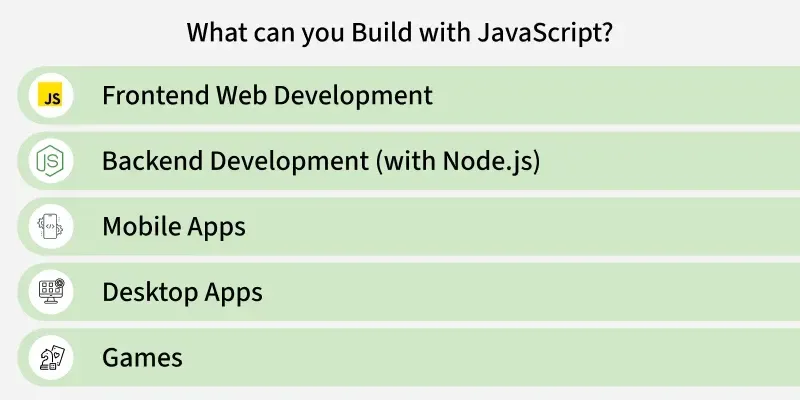 What can you Build with JavaScript?
JS
Frontend Web Development
JS
Backend Development (with Node.js)
</>
Mobile Apps
Desktop Apps
Games